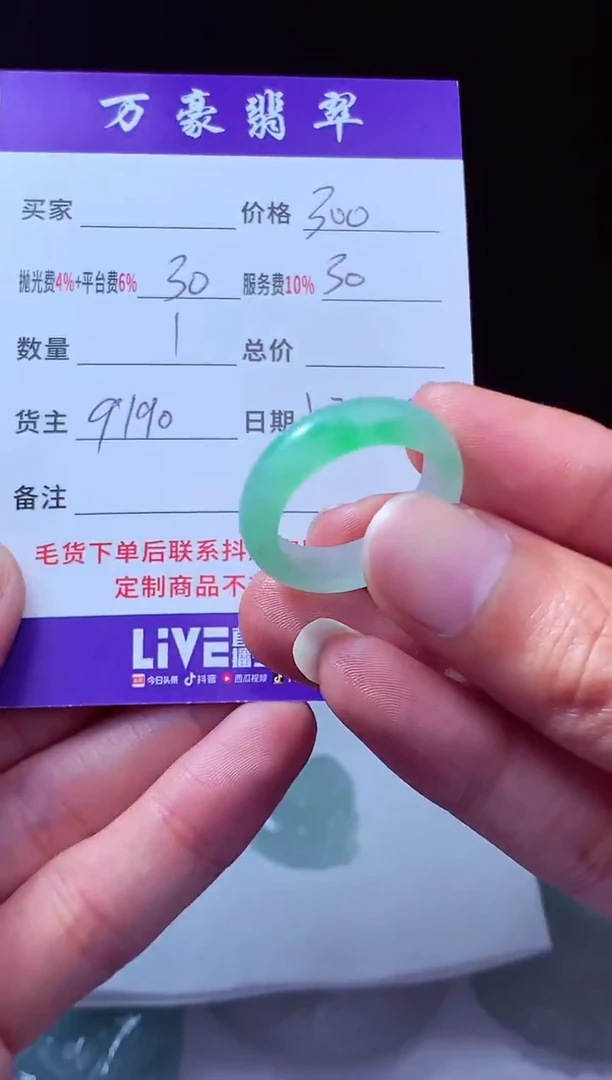 万豪翡翠
买家 价格 300
抛光费4%+平台费6% 30 服务费10% 30
数量 1 总价
货主 9190 日期
备注
毛货下单后联系抖
定制商品不
LIVE 直播
今日头条 抖音 西瓜视频